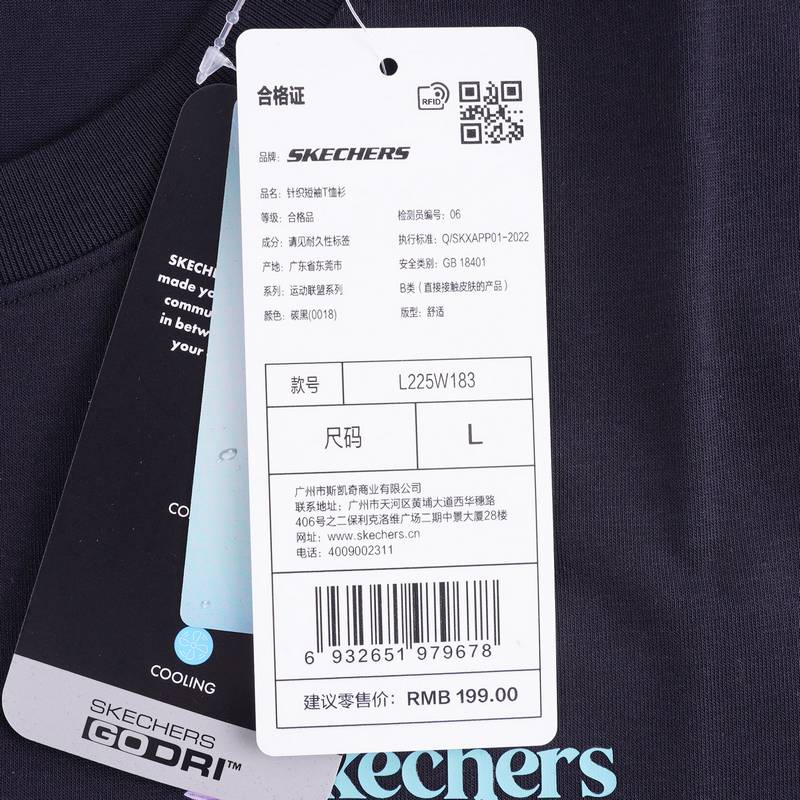 合格证
RFID
品牌: SKECHERS
品名: 针织短袖T恤衫
等级: 合格品 检测员编号: 06
成分: 请见耐久性标签 执行标准: Q/SKXAPP01-2022
产地: 广东省东莞市 安全类别: GB 18401
系列: 运动联盟系列 B类 (直接接触皮肤的产品)
颜色: 碳黑(0018) 版型: 舒适
款号 L225W183
尺码 L
广州市斯凯奇商业有限公司
联系地址: 广州市天河区黄埔大道西华穗路
406号之二保利克洛维广场二期中景大厦28楼
网址: www.skechers.cn
电话: 4009002311
6 932651 979678
建议零售价: RMB 199.00
made
in
your
COOLING
SKECHERS
GO DRI™
kechers